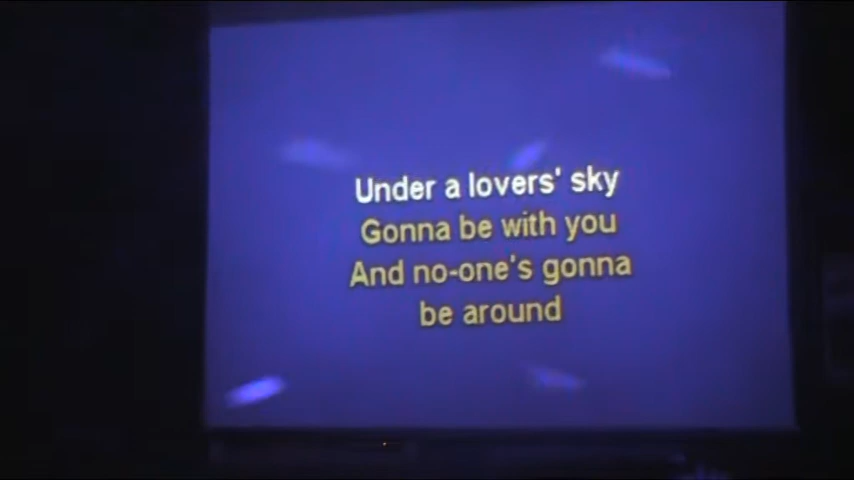 Under a lovers' sky
Gonna be with you
And no-one's gonna
be around